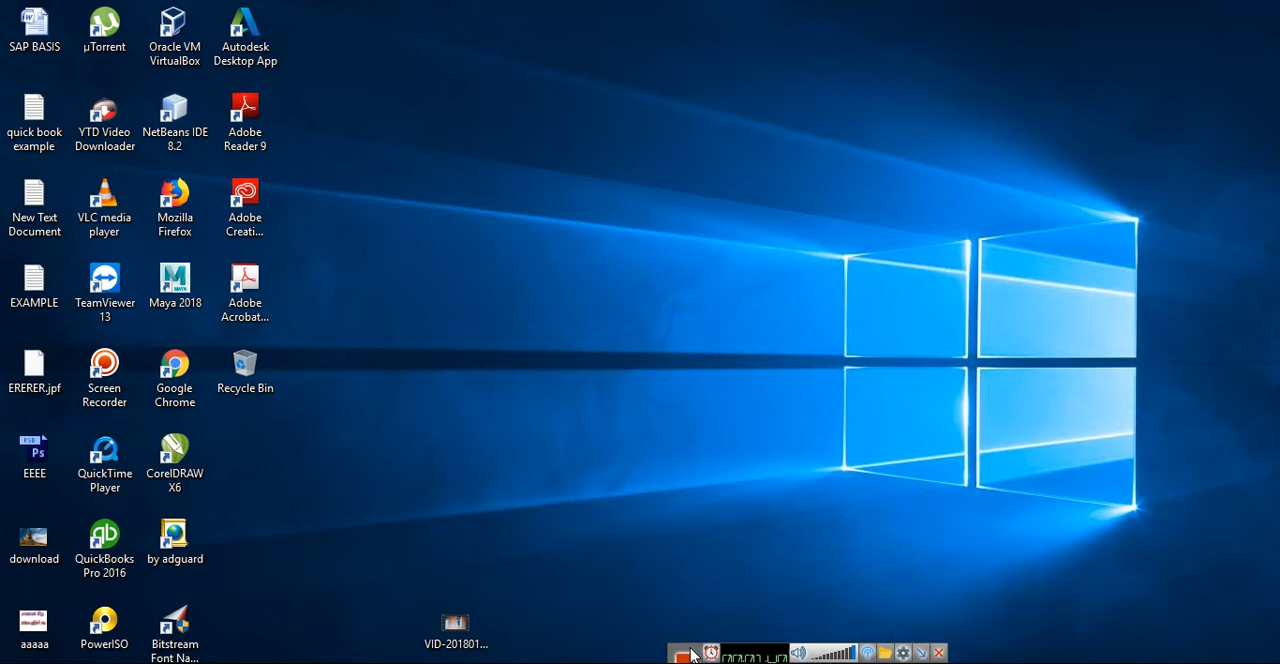 SAP BASIS
µTorrent
Oracle VM
VirtualBox
Autodesk
Desktop App
quick book
example
YTD Video
Downloader
NetBeans IDE
8.2
Adobe
Reader 9
New Text
Document
VLC media
player
Mozilla
Firefox
Adobe
Creati...
EXAMPLE
TeamViewer
13
Maya 2018
Adobe
Acrobat...
ERERER.jpf
Screen
Recorder
Google
Chrome
Recycle Bin
PSD
Ps
EEEE
QuickTime
Player
CorelDRAW
X6
download
qb
QuickBooks
Pro 2016
by adguard
aaaaa
PowerISO
Bitstream
Font Na...
VID-201801...